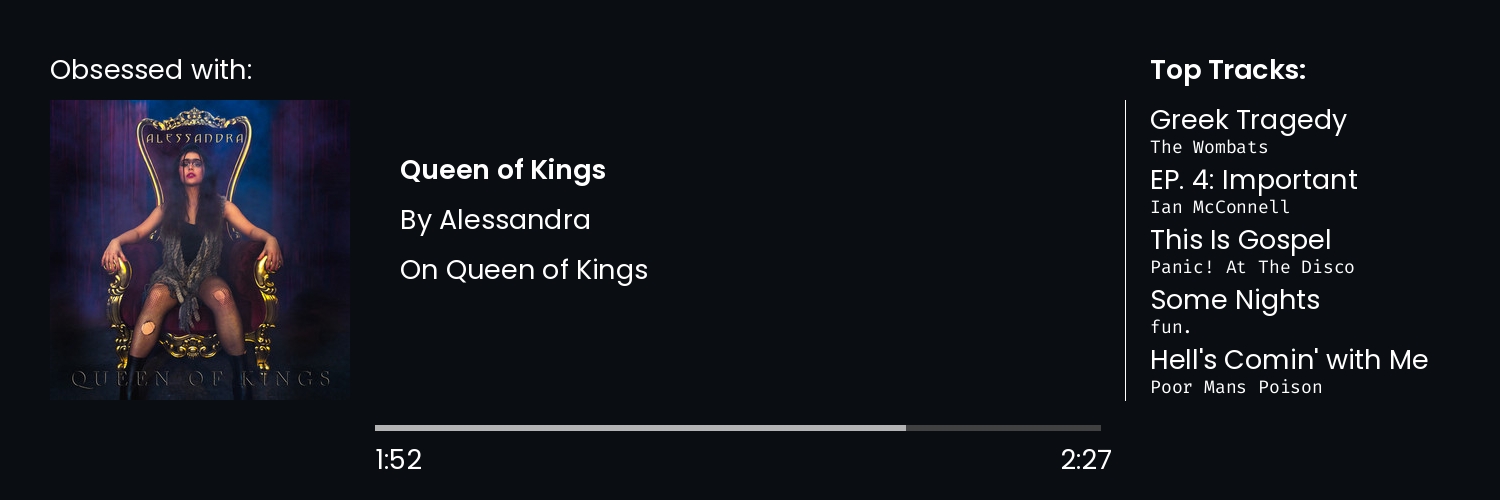 Obsessed with:
ALESSANDRA
QUEEN OF KINGS
Queen of Kings
By Alessandra
On Queen of Kings
1:52
2:27
Top Tracks:
Greek Tragedy
The Wombats
EP. 4: Important
Ian McConnell
This Is Gospel
Panic! At The Disco
Some Nights
fun.
Hell's Comin' with Me
Poor Mans Poison